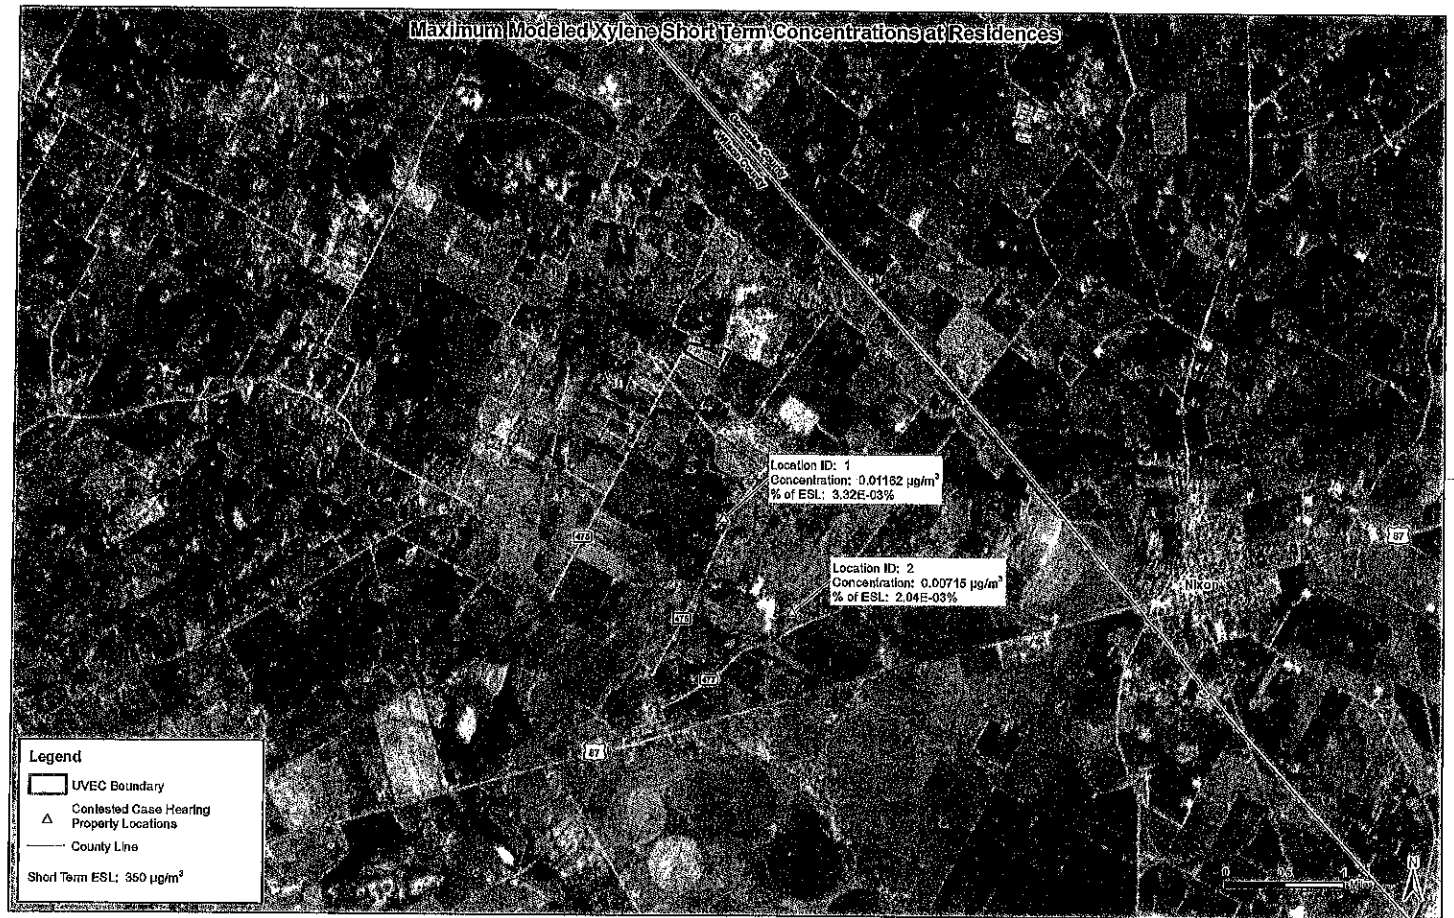 Maximum Modeled Xylene Short Term Concentrations at Residences
Location ID: 1
Concentration: 0.01162 µg/m³
% of ESL: 3.32E-03%
87
476
Location ID: 2
Concentration: 0.00715 µg/m³
% of ESL: 2.04E-03%
Nixon
477
87
Legend
UVEC Boundary
Contested Case Hearing
Property Locations
County Line
Short Term ESL: 350 µg/m³
0 0.5 1
N